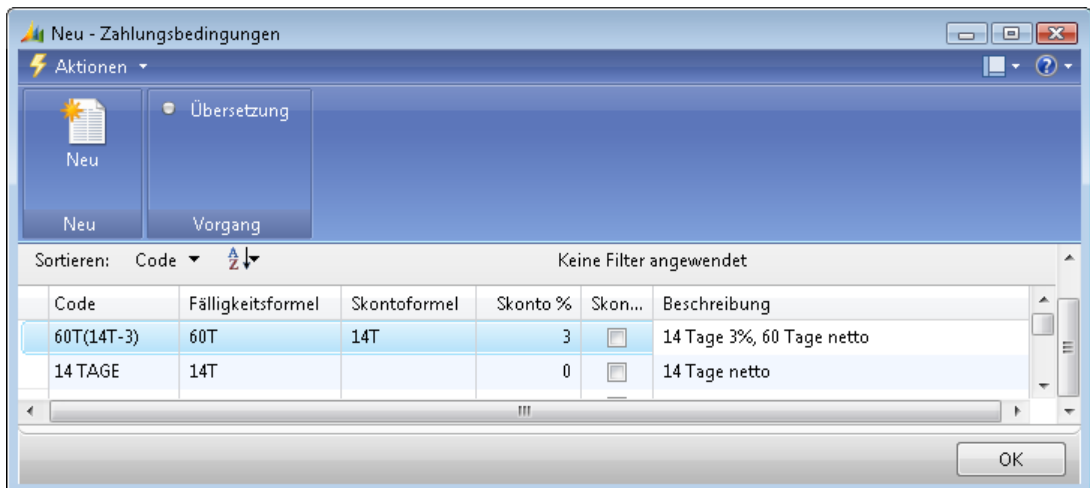 Neu - Zahlungsbedingungen
Aktionen
Neu
Übersetzung
Neu
Vorgang
Sortieren: Code Keine Filter angewendet
Code Fälligkeitsformel Skontoformel Skonto % Skon... Beschreibung
60T(14T-3) 60T 14T 3 14 Tage 3%, 60 Tage netto
14 TAGE 14T 0 14 Tage netto
OK